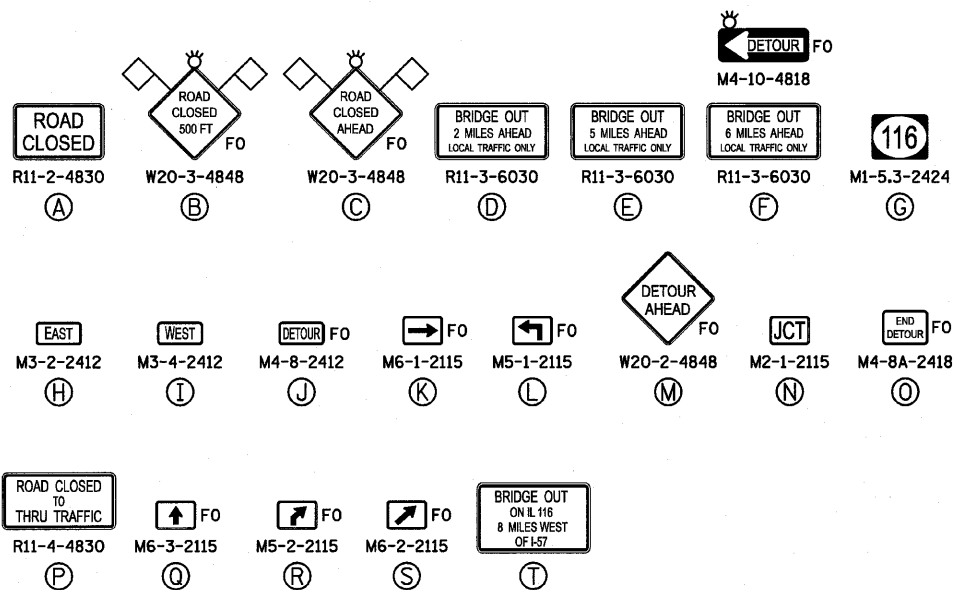 DETOUR FO
M4-10-4818
ROAD
CLOSED
R11-2-4830
A
ROAD
CLOSED
500 FT
FO
W20-3-4848
B
ROAD
CLOSED
AHEAD
FO
W20-3-4848
C
BRIDGE OUT
2 MILES AHEAD
LOCAL TRAFFIC ONLY
R11-3-6030
D
BRIDGE OUT
5 MILES AHEAD
LOCAL TRAFFIC ONLY
R11-3-6030
E
BRIDGE OUT
6 MILES AHEAD
LOCAL TRAFFIC ONLY
R11-3-6030
F
116
M1-5.3-2424
G
EAST
M3-2-2412
H
WEST
M3-4-2412
I
DETOUR FO
M4-8-2412
J
FO
M6-1-2115
K
FO
M5-1-2115
L
DETOUR
AHEAD
FO
W20-2-4848
M
JCT
M2-1-2115
N
END
DETOUR
FO
M4-8A-2418
O
ROAD CLOSED
TO
THRU TRAFFIC
R11-4-4830
P
FO
M6-3-2115
Q
FO
M5-2-2115
R
FO
M6-2-2115
S
BRIDGE OUT
ON IL 116
8 MILES WEST
OF I-57
T